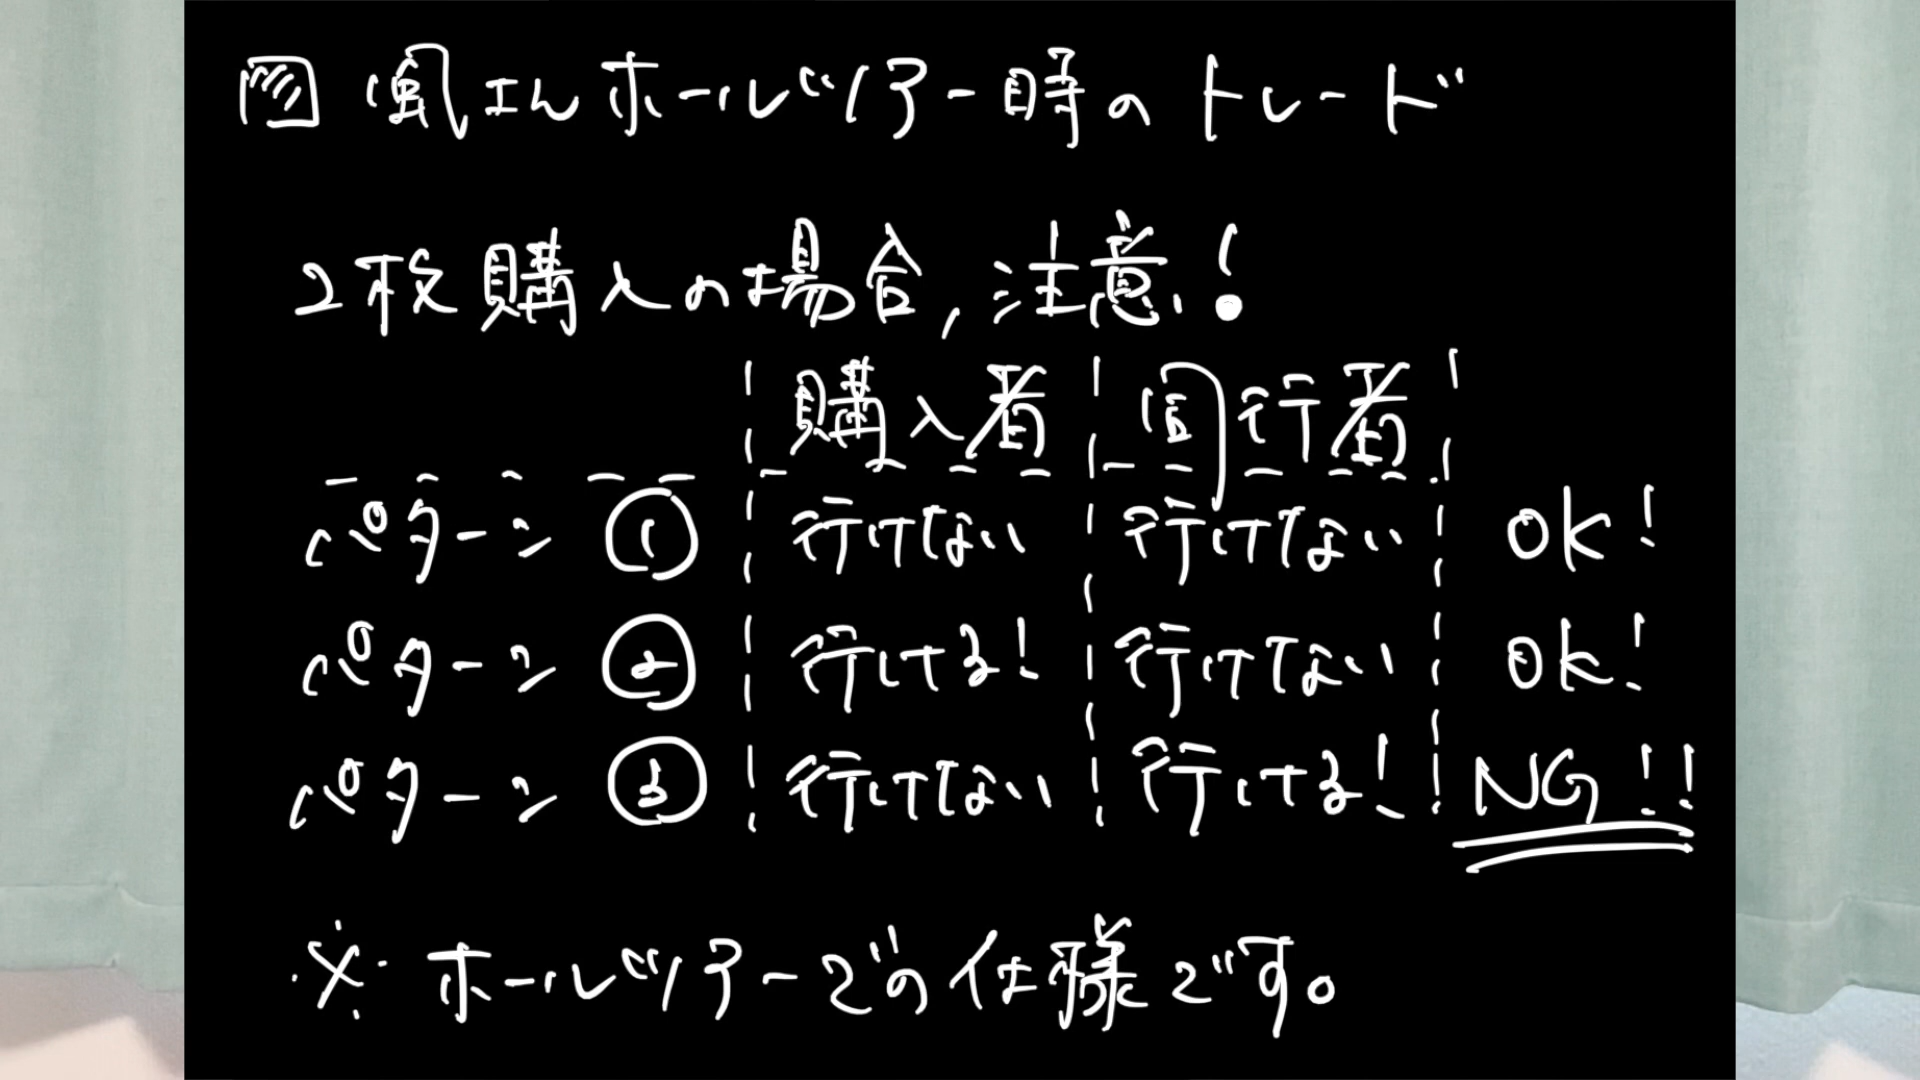 風さんホールツアー時のトレード
2枚購入の場合,注意!
購入者 同行者
パターン ① 行けない 行けない OK!
パターン ② 行ける! 行けない OK!
パターン ③ 行けない 行ける! NG!!
※ ホールツアーでの仕様です。